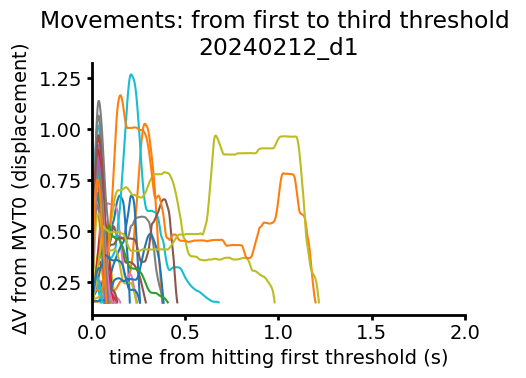 Movements: from first to third threshold
20240212_d1
ΔV from MVT0 (displacement)
1.25
1.00
0.75
0.50
0.25
0.0
0.5
1.0
1.5
2.0
time from hitting first threshold (s)